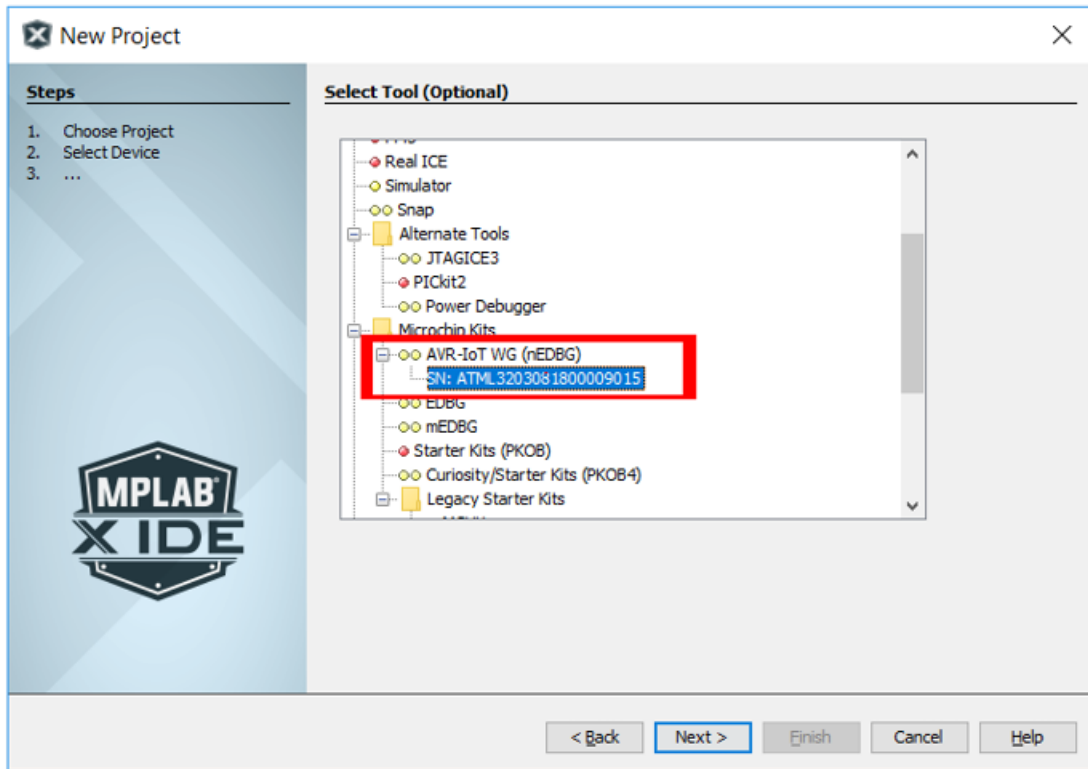 New Project
Steps
1. Choose Project
2. Select Device
3. ...
Select Tool (Optional)
Real ICE
Simulator
Snap
Alternate Tools
JTAGICE3
PICkit2
Power Debugger
Microchip Kits
AVR-IoT WG (nEDBG)
SN: ATML3203081800009015
EDBG
mEDBG
Starter Kits (PKOB)
Curiosity/Starter Kits (PKOB4)
Legacy Starter Kits
MPLAB®
X IDE
< Back
Next >
Finish
Cancel
Help